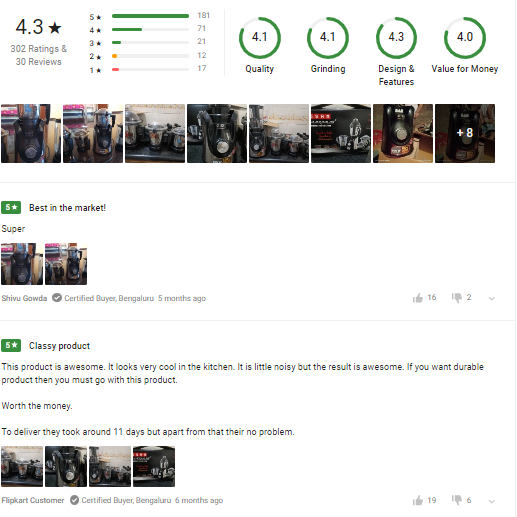 4.3 ★
302 Ratings &
30 Reviews
5 ★ 181
4 ★ 71
3 ★ 21
2 ★ 12
1 ★ 17
4.1
Quality
4.1
Grinding
4.3
Design &
Features
4.0
Value for Money
+ 8
5 ★ Best in the market!
Super
Shivu Gowda Certified Buyer, Bengaluru 5 months ago 16 2
5 ★ Classy product
This product is awesome. It looks very cool in the kitchen. It is little noisy but the result is awesome. If you want durable
product then you must go with this product.
Worth the money.
To deliver they took around 11 days but apart from that their no problem.
Flipkart Customer Certified Buyer, Bengaluru 6 months ago 19 6